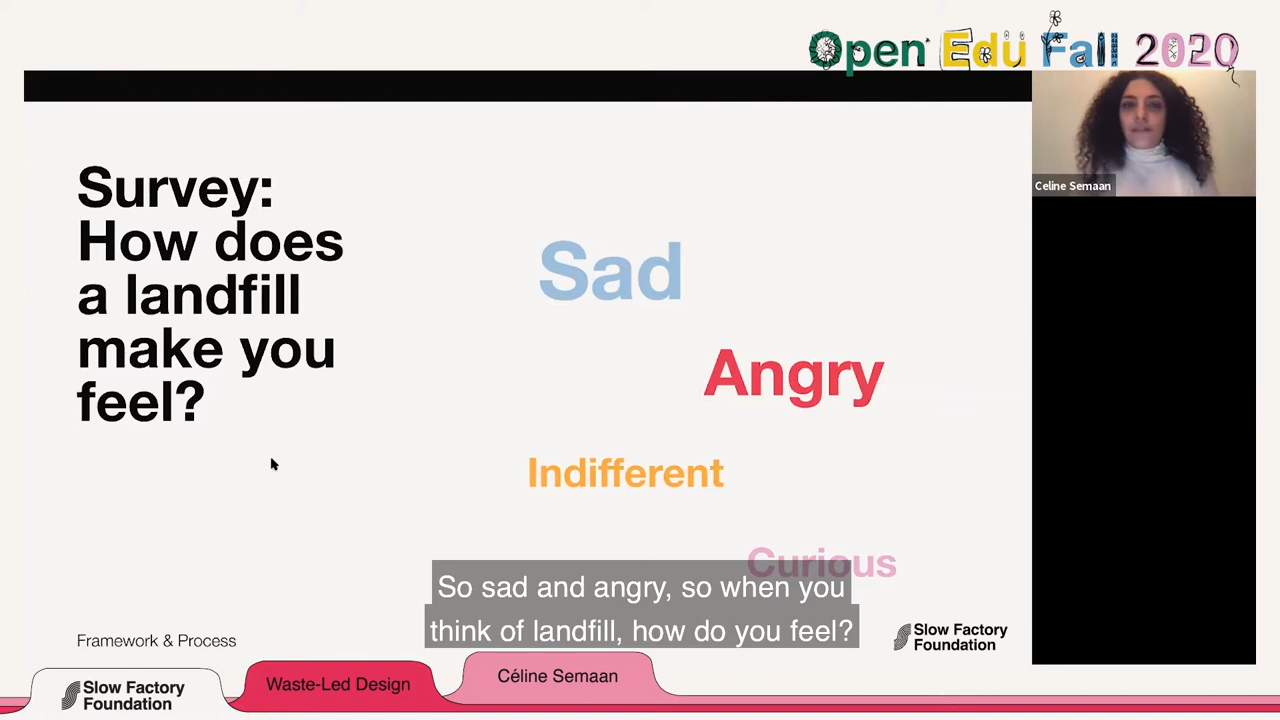 Open Edu Fall 2020
Celine Semaan
Survey:
How does
a landfill
make you
feel?
Sad
Angry
Indifferent
Curious
So sad and angry, so when you
think of landfill, how do you feel?
Framework & Process
Slow Factory
Foundation
Slow Factory
Foundation
Waste-Led Design
Céline Semaan